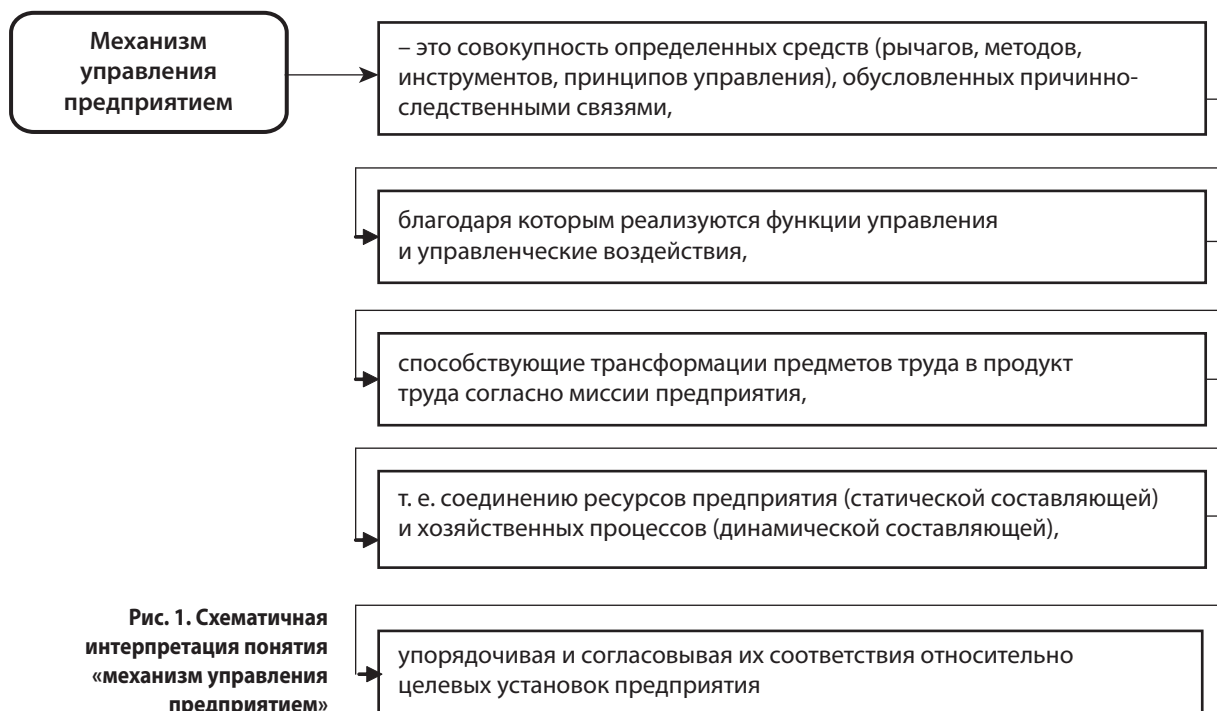 Механизм
управления
предприятием
– это совокупность определенных средств (рычагов, методов,
инструментов, принципов управления), обусловленных причинно-
следственными связями,
благодаря которым реализуются функции управления
и управленческие воздействия,
способствующие трансформации предметов труда в продукт
труда согласно миссии предприятия,
т. е. соединению ресурсов предприятия (статической составляющей)
и хозяйственных процессов (динамической составляющей),
упорядочивая и согласовывая их соответствия относительно
целевых установок предприятия
Рис. 1. Схематичная
интерпретация понятия
«механизм управления
предприятием»